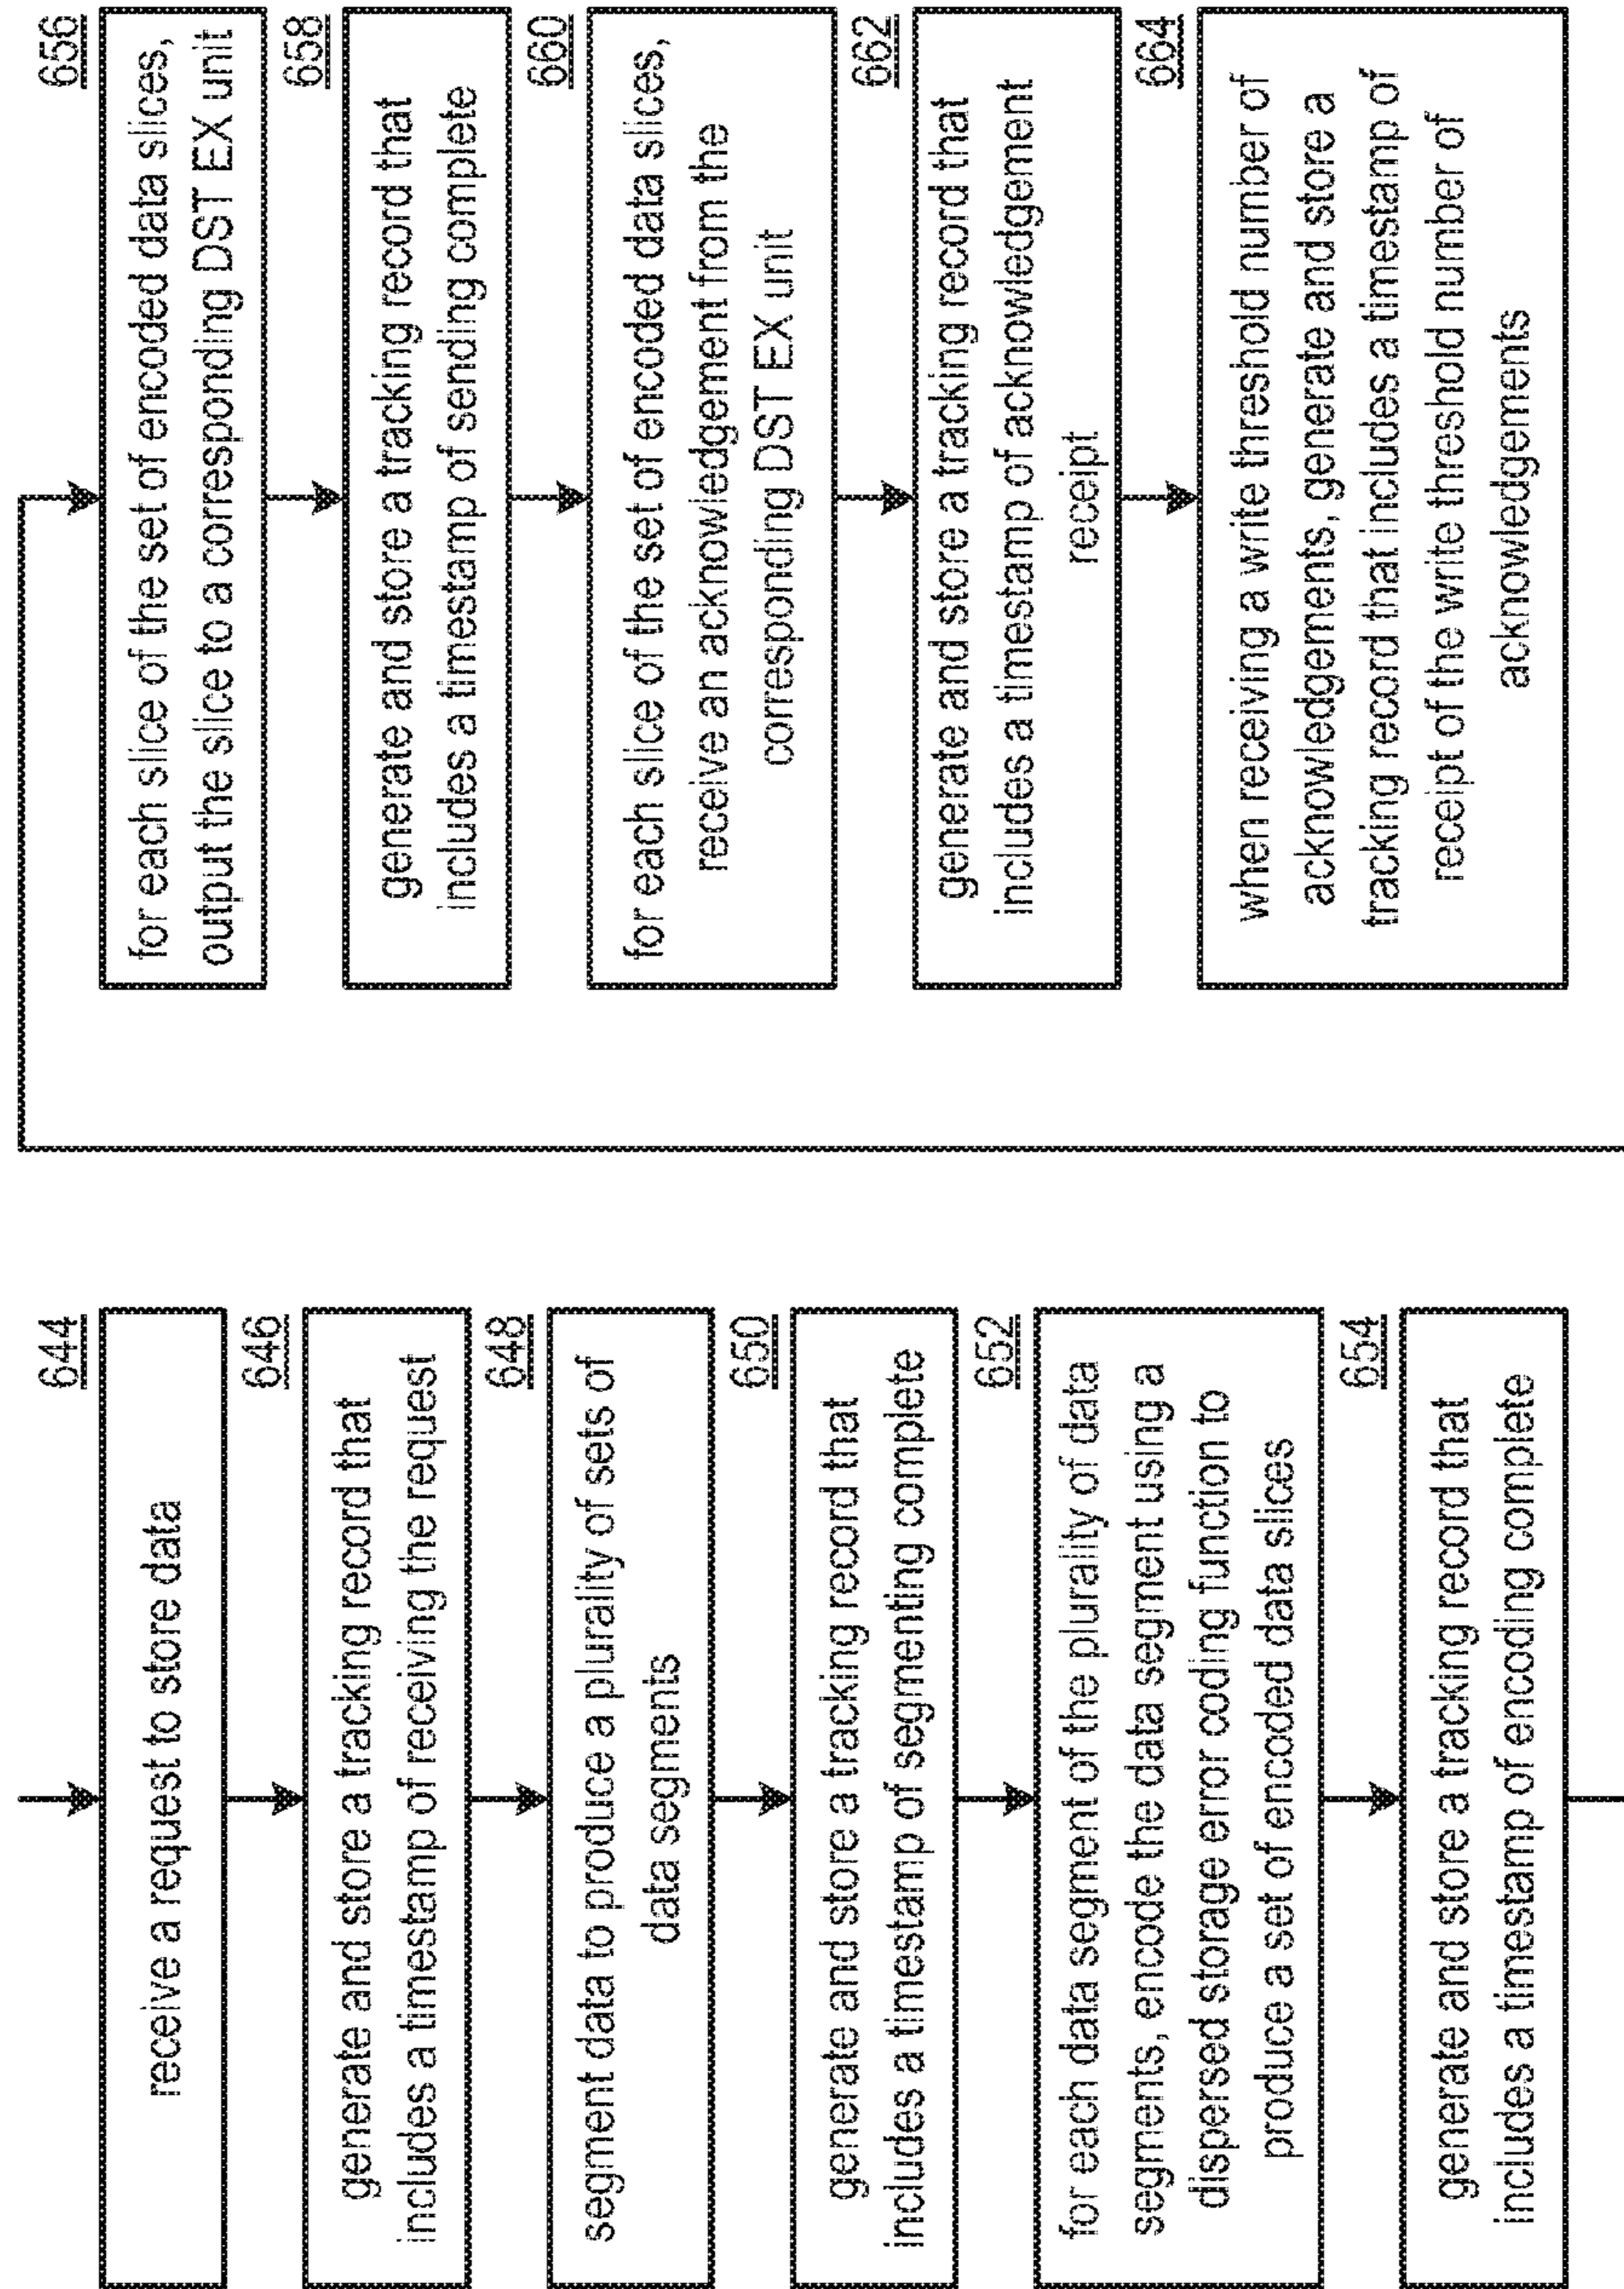 644
receive a request to store data
646
generate and store a tracking record that
includes a timestamp of receiving the request
648
segment data to produce a plurality of sets of
data segments
650
generate and store a tracking record that
includes a timestamp of segmenting complete
652
for each data segment of the plurality of data
segments, encode the data segment using a
dispersed storage error coding function to
produce a set of encoded data slices
654
generate and store a tracking record that
includes a timestamp of encoding complete
656
for each slice of the set of encoded data slices,
output the slice to a corresponding DST EX unit
658
generate and store a tracking record that
includes a timestamp of sending complete
660
for each slice of the set of encoded data slices,
receive an acknowledgement from the
corresponding DST EX unit
662
generate and store a tracking record that
includes a timestamp of acknowledgement
receipt
664
when receiving a write threshold number of
acknowledgements, generate and store a
tracking record that includes a timestamp of
receipt of the write threshold number of
acknowledgements